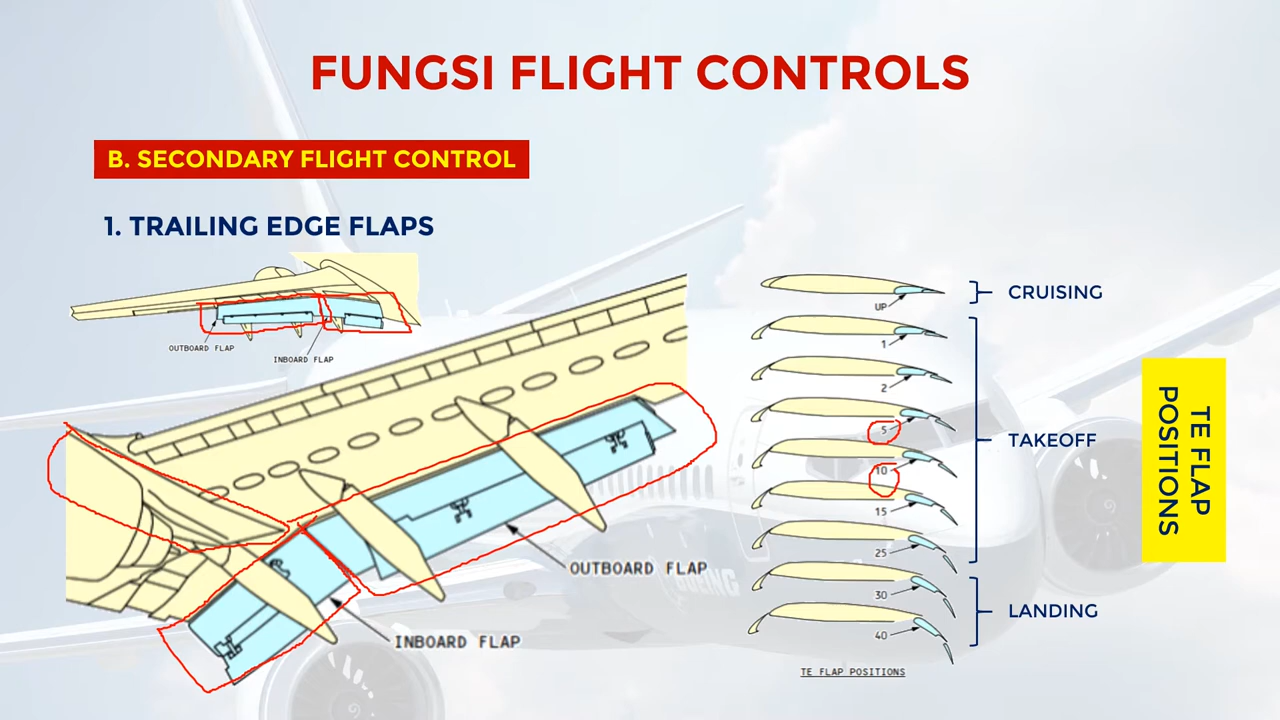 FUNGSI FLIGHT CONTROLS
B. SECONDARY FLIGHT CONTROL
1. TRAILING EDGE FLAPS
OUTBOARD FLAP
INBOARD FLAP
OUTBOARD FLAP
INBOARD FLAP
UP
1
2
5
10
15
25
30
40
TE FLAP POSITIONS
CRUISING
TAKEOFF
LANDING
TE FLAP
POSITIONS